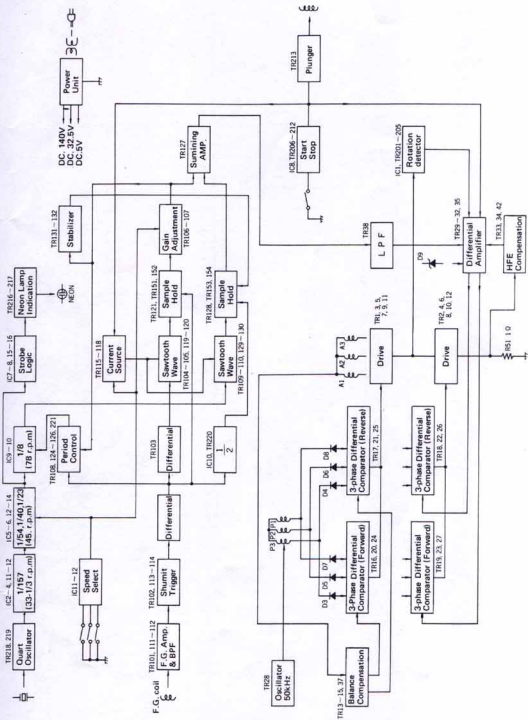 TR218, 219
Quart
Oscillator
IC2~4, 11~12
1/157
(33-1/3 r.p.m)
IC5~6, 12~14
1/54,1/40,1/23
(45. r.p.m)
IC9~10
1/8
(78 r.p.m)
IC7~8, 15~16
Strobe
Logic
TR216~217
Neon Lamp
Indication
NEON
DC. 140V
DC. 32.5V
DC.5V
Power
Unit
IC11~12
Speed
Select
TR108, 124~126, 221
Period
Control
TR115~118
Current
Source
TR131~132
Stabilizer
F.G. coil
TR101, 111~112
F.G. Amp.
& BPF
TR102, 113~114
Shumit
Trigger
Differential
TR103
Differential
TR104~105, 119~120
Sawtooth
Wave
TR121, TR151, 152
Sample
Hold
TR106~107
Gain
Adjustment
TR127
Sumining
AMP.
IC10, TR220
1/2
TR109~110, 129~130
Sawtooth
Wave
TR128, TR153, 154
Sample
Hold
TR213
Plunger
IC8, TR206~212
Start
Stop
TR38
L P F
IC1, TR201~205
Rotation
detector
D9
TR29~32, 35
Differential
Amplifier
TR33, 34, 42
HFE
Compensation
TR28
Oscillator
50kHz
P3 P2 P1
A1
A2
A3
D3
D5
D7
D4
D6
D8
TR1, 3, 5,
7, 9, 11
Drive
TR2, 4, 6,
8, 10, 12
Drive
R51 1 0
TR13~15, 37
Balance
Compensation
TR16, 20, 24
3-Phase Differential
Comparator (Forward)
TR17, 21, 25
3-phase Differential
Comparator (Reverse)
TR19, 23, 27
3-phase Differential
Comparator (Forward)
TR18, 22, 26
3-phase Differential
Comparator (Reverse)